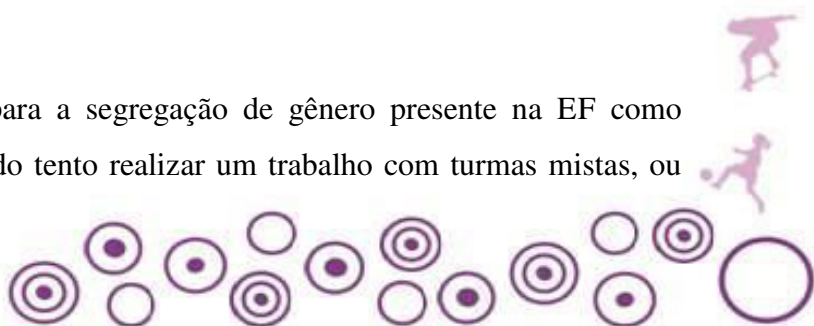 para a segregação de gênero presente na EF como
do tento realizar um trabalho com turmas mistas, ou